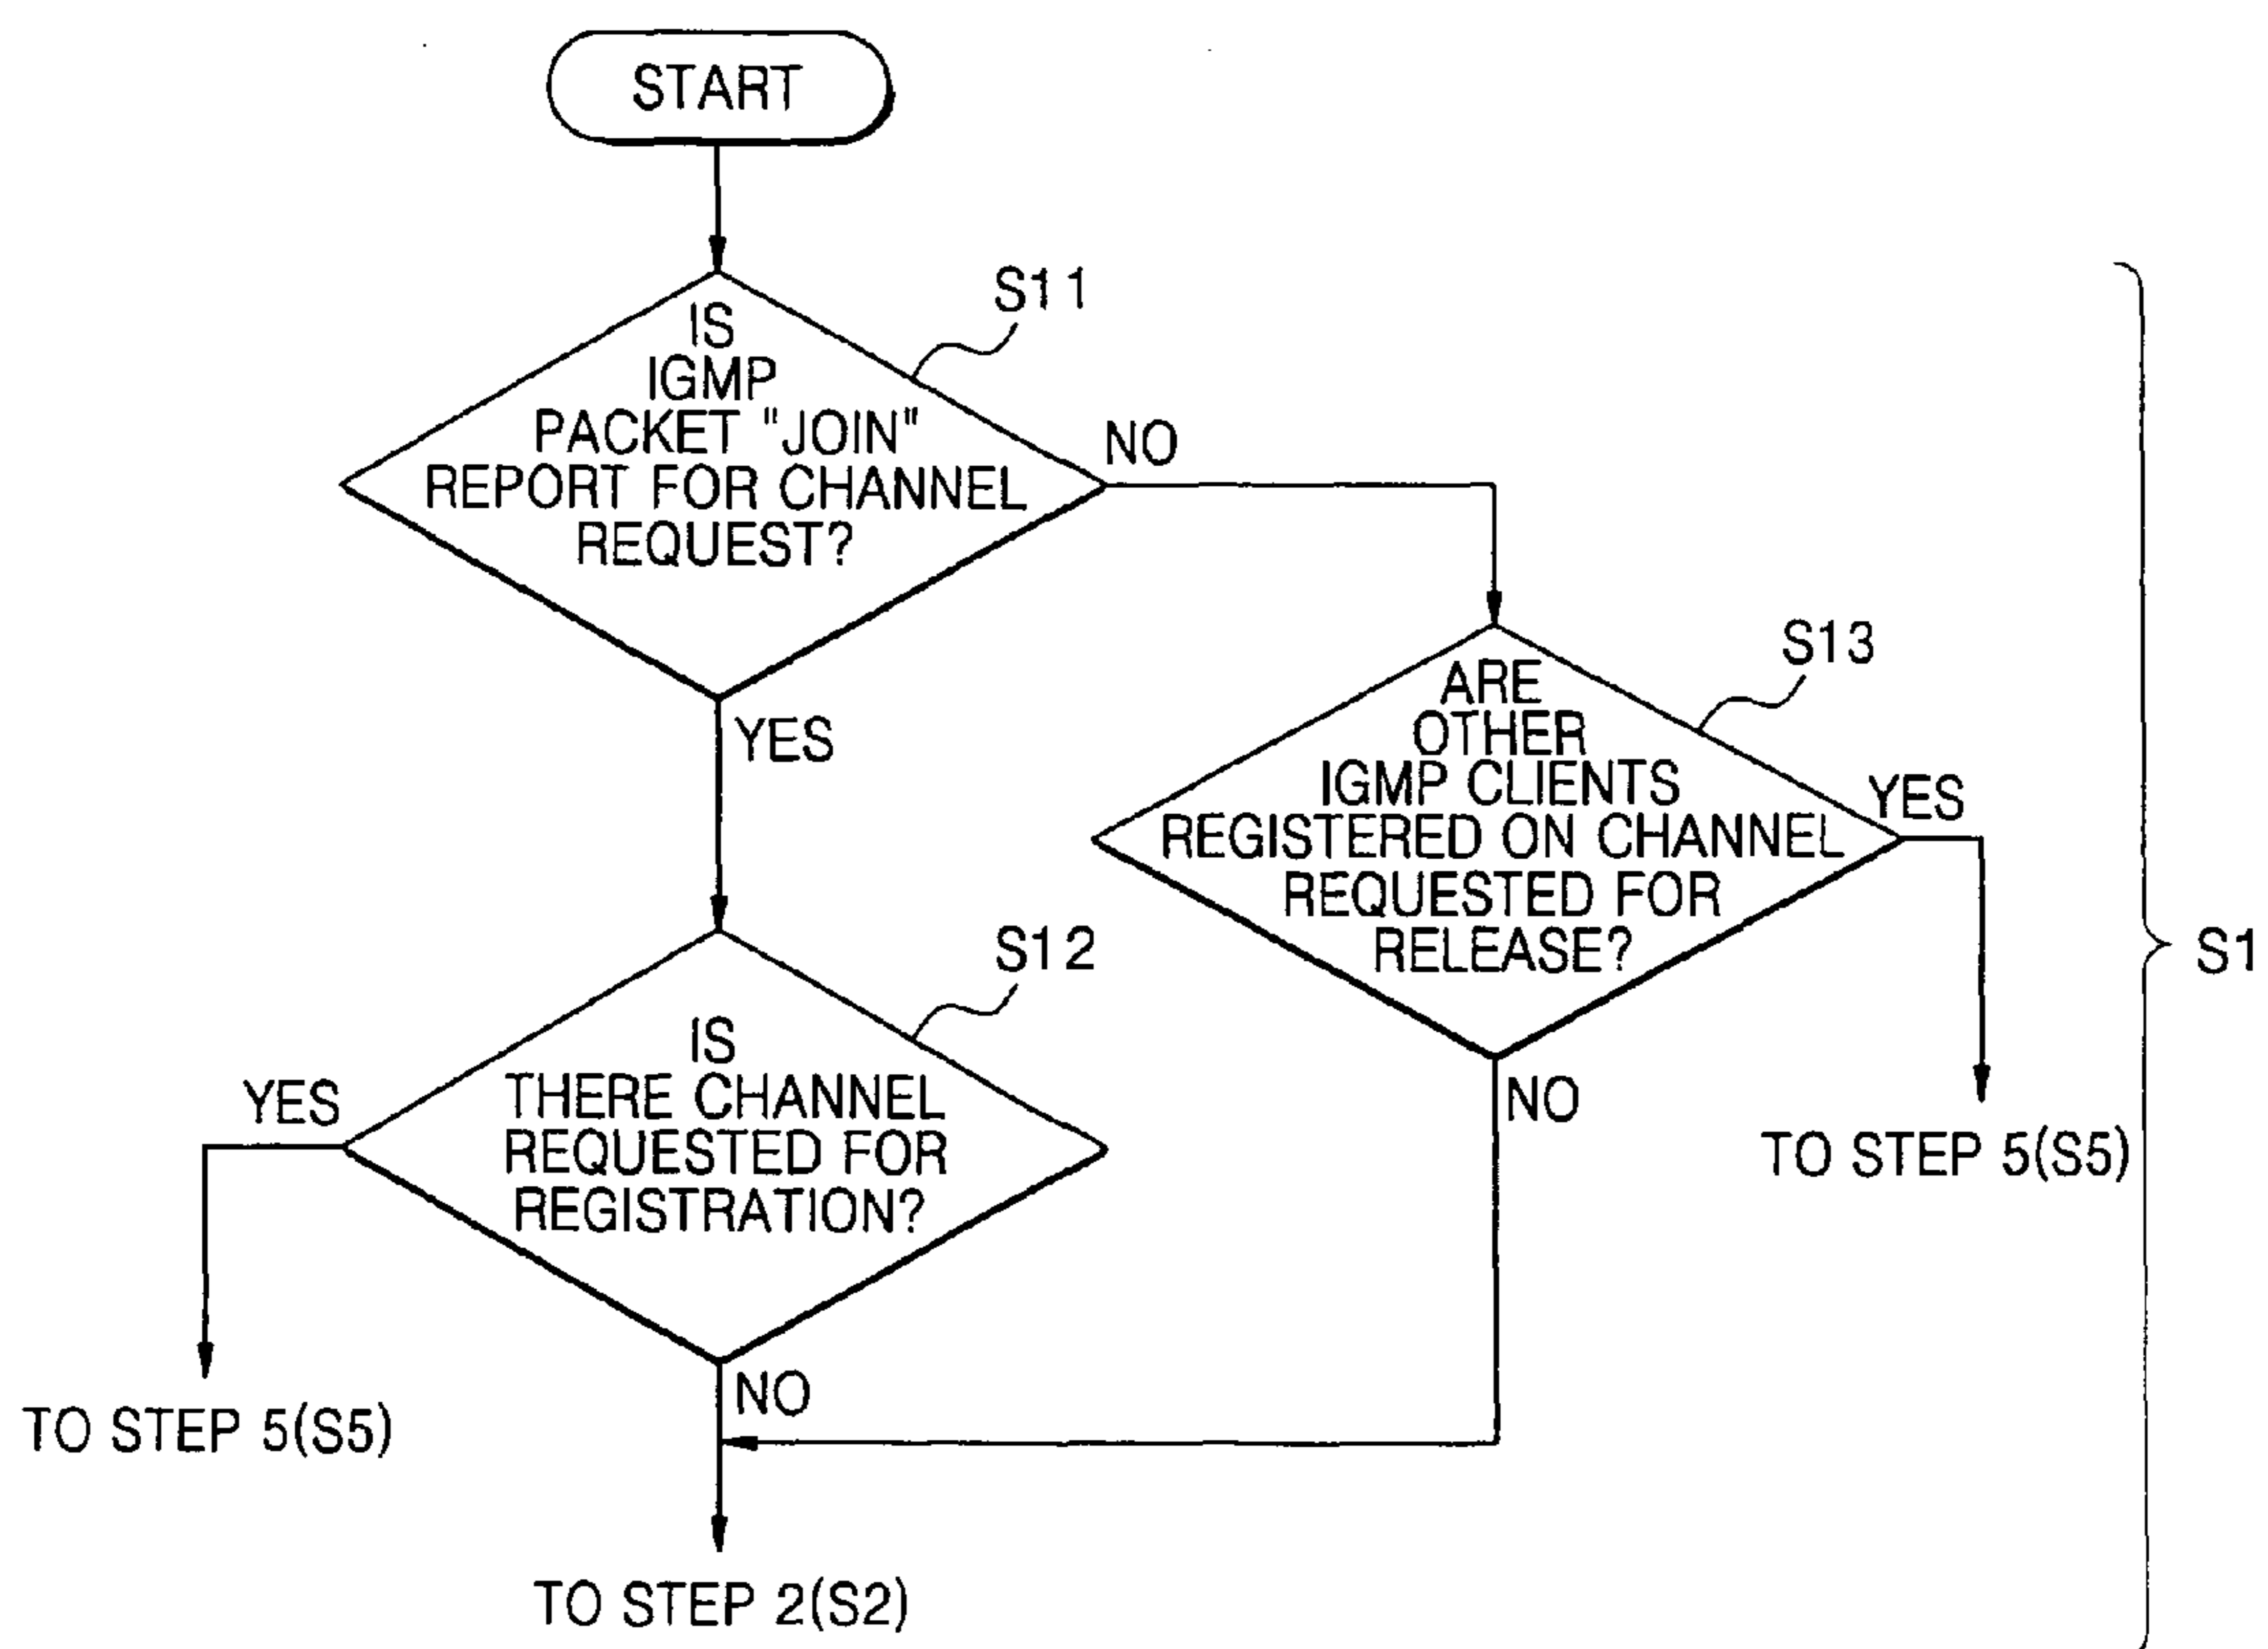 START
S11
IS
IGMP
PACKET "JOIN"
REPORT FOR CHANNEL
REQUEST?
NO
YES
S13
ARE
OTHER
IGMP CLIENTS
REGISTERED ON CHANNEL
REQUESTED FOR
RELEASE?
YES
NO
TO STEP 5(S5)
S12
IS
THERE CHANNEL
REQUESTED FOR
REGISTRATION?
YES
NO
TO STEP 5(S5)
TO STEP 2(S2)
S1